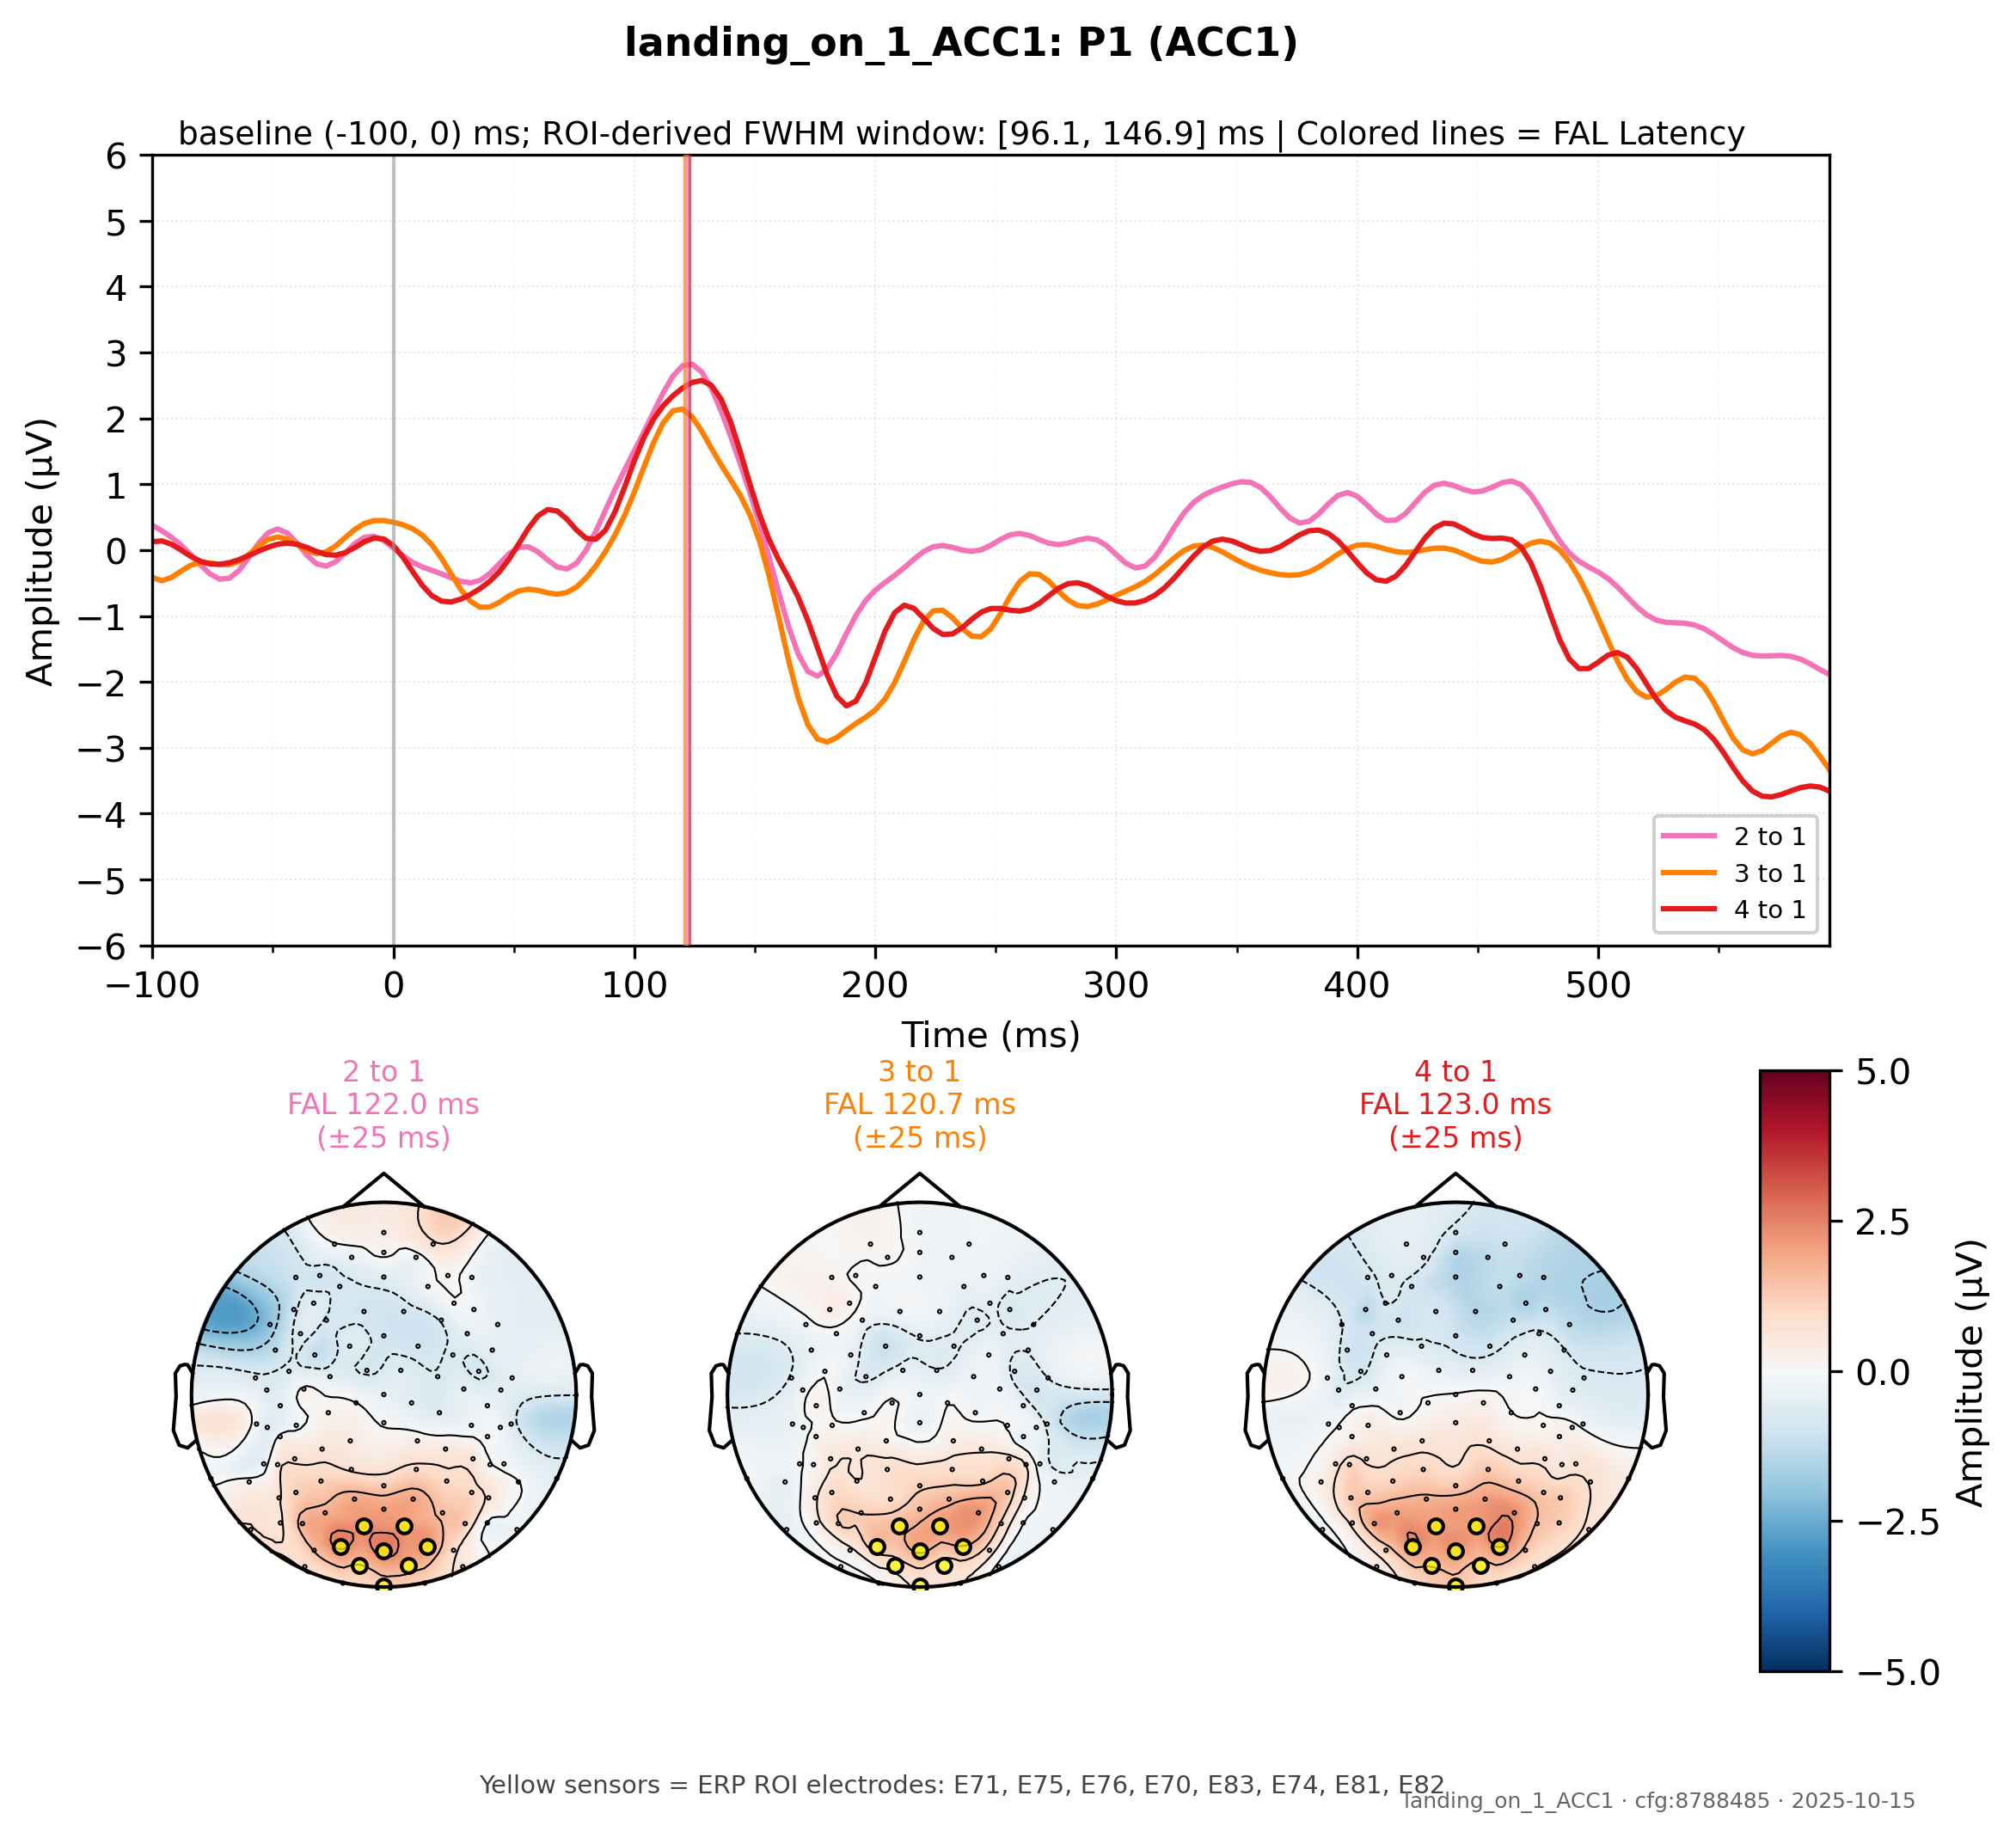 landing_on_1_ACC1: P1 (ACC1)
baseline (-100, 0) ms; ROI-derived FWHM window: [96.1, 146.9] ms | Colored lines = FAL Latency
6
5
4
3
2
1
0
−1
−2
−3
−4
−5
−6
Amplitude (µV)
2 to 1
3 to 1
4 to 1
−100 0 100 200 300 400 500
Time (ms)
2 to 1
FAL 122.0 ms
(±25 ms)
3 to 1
FAL 120.7 ms
(±25 ms)
4 to 1
FAL 123.0 ms
(±25 ms)
5.0
2.5
0.0
−2.5
−5.0
Amplitude (µV)
Yellow sensors = ERP ROI electrodes: E71, E75, E76, E70, E83, E74, E81, E82
landing_on_1_ACC1 · cfg:8788485 · 2025-10-15